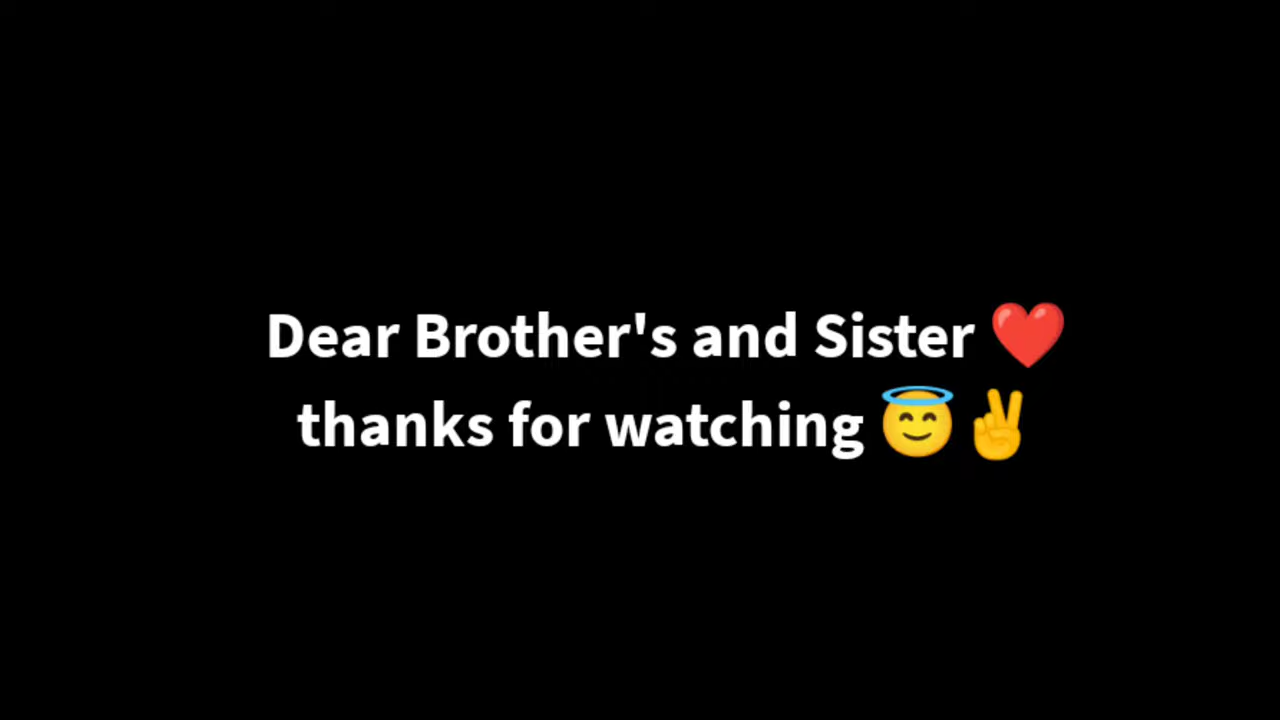 Dear Brother's and Sister ❤️
thanks for watching 😇✌️